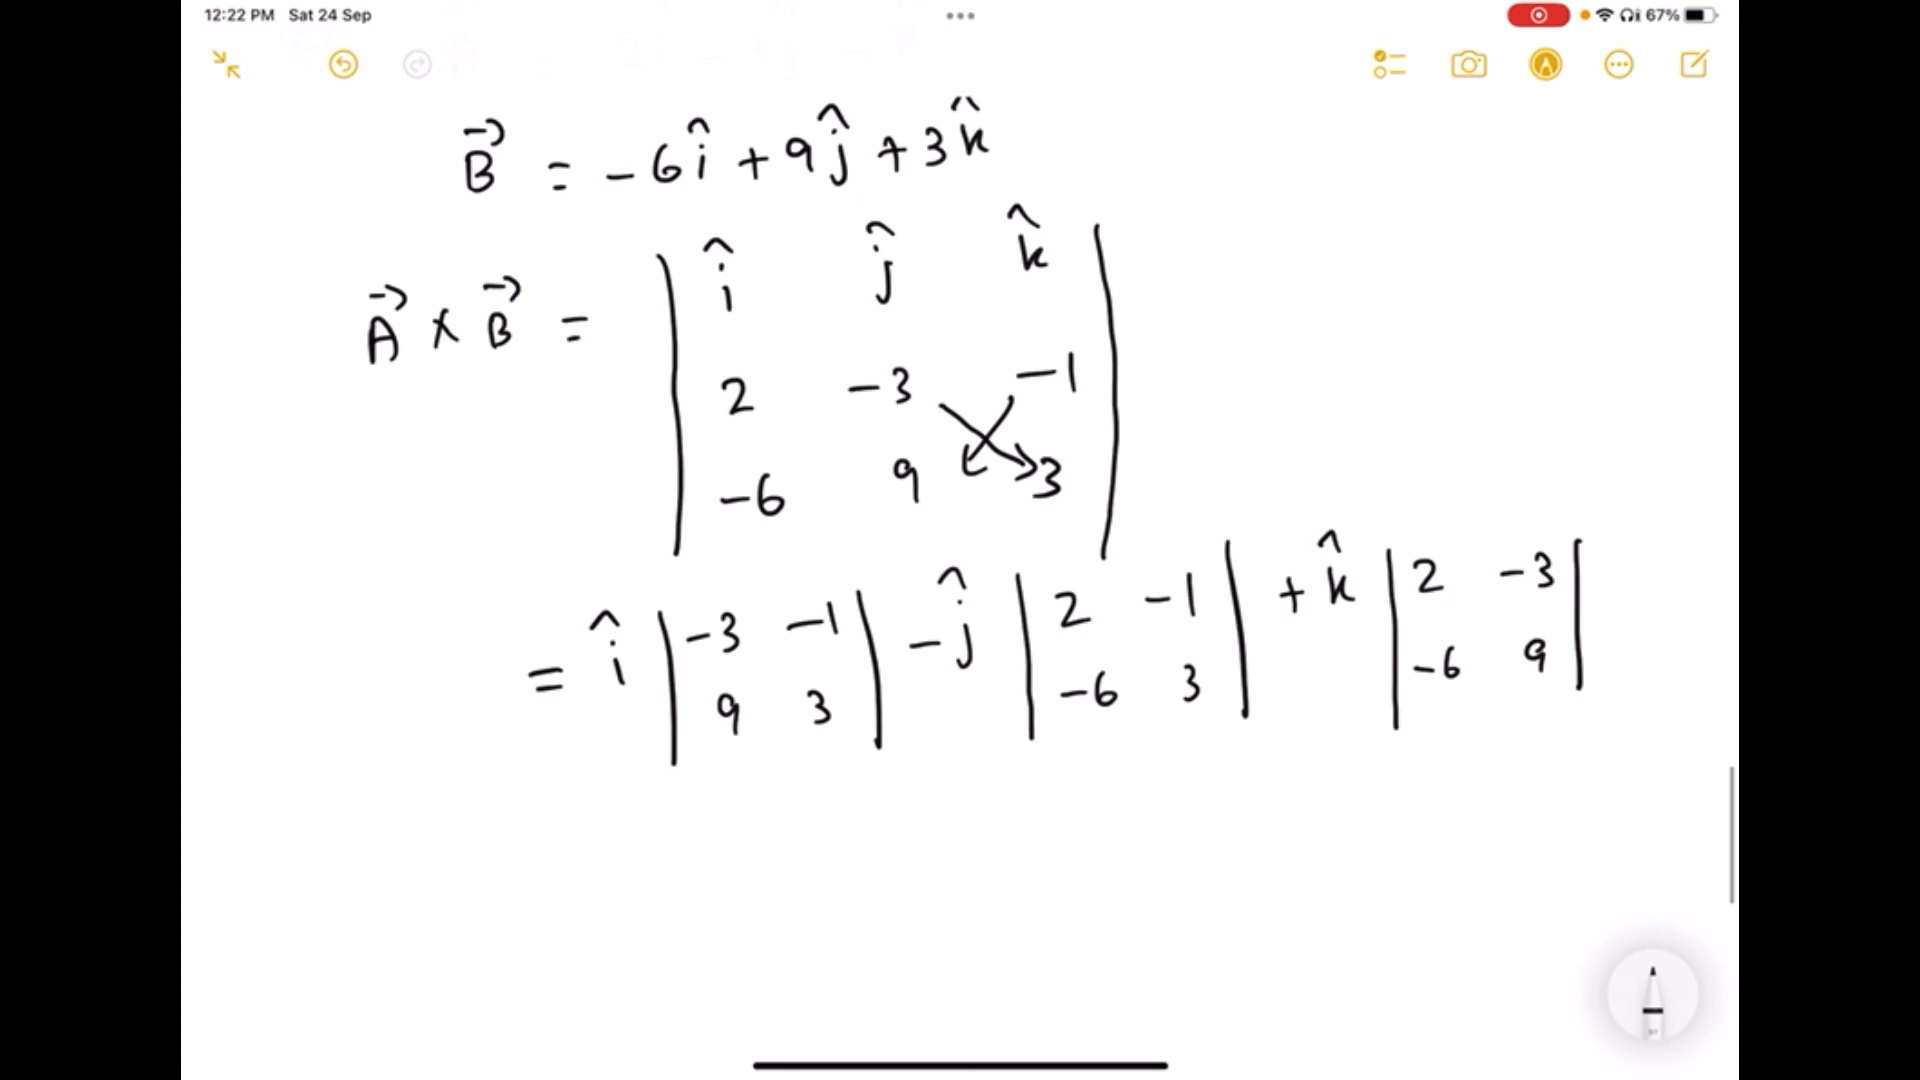 12:22 PM Sat 24 Sep
67%
B⃗ = -6î + 9ĵ + 3k̂
î ĵ k̂
A⃗ × B⃗ =
2 -3 -1
-6 9 3
= î | -3 -1 | - ĵ | 2 -1 | + k̂ | 2 -3 |
| 9 3 | | -6 3 | | -6 9 |